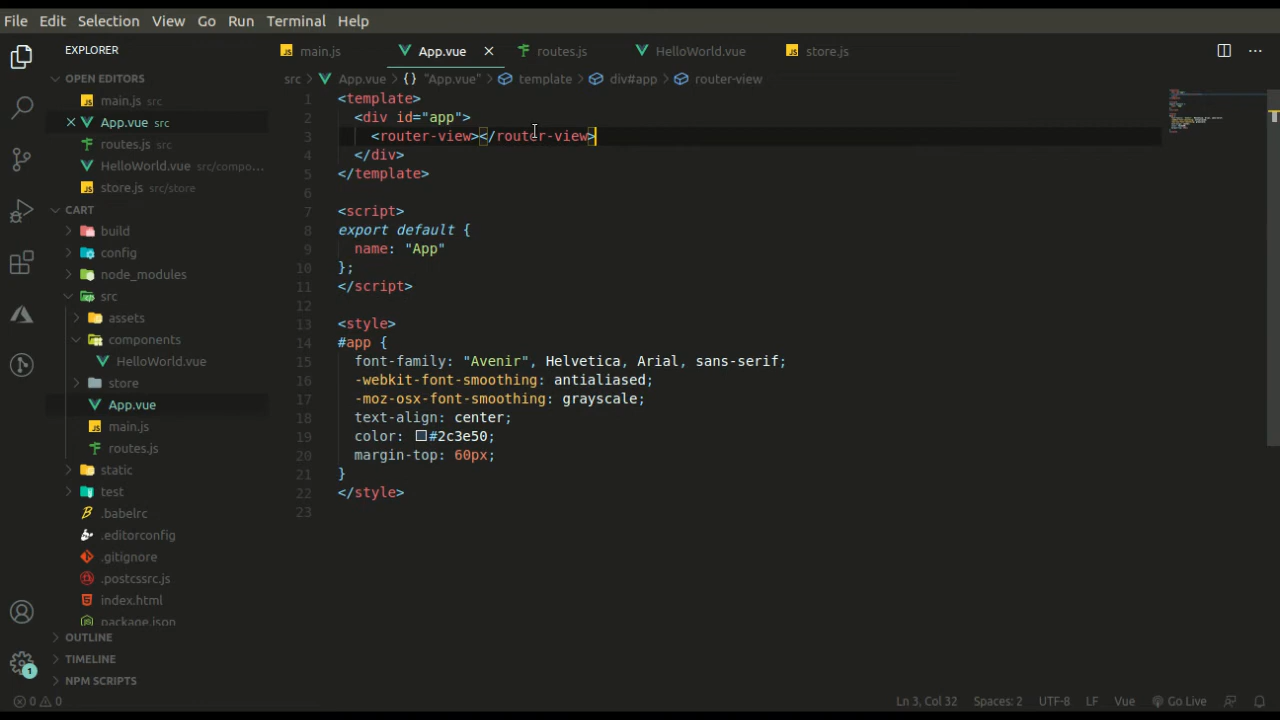 File Edit Selection View Go Run Terminal Help
EXPLORER
OPEN EDITORS
main.js src
App.vue src
routes.js
HelloWorld.vue src/compo...
store.js src/store
CART
build
config
node_modules
src
assets
components
HelloWorld.vue
store
App.vue
main.js
routes.js
static
test
.babelrc
.editorconfig
.gitignore
.postcssrc.js
index.html
package.json
OUTLINE
TIMELINE
NPM SCRIPTS
main.js App.vue routes.js HelloWorld.vue store.js
src > App.vue > {} "App.vue" > template > div#app > router-view
1 <template>
2 <div id="app">
3 <router-view></router-view>
4 </div>
5 </template>
6
7 <script>
8 export default {
9 name: "App"
10 };
11 </script>
12
13 <style>
14 #app {
15 font-family: "Avenir", Helvetica, Arial, sans-serif;
16 -webkit-font-smoothing: antialiased;
17 -moz-osx-font-smoothing: grayscale;
18 text-align: center;
19 color: #2c3e50;
20 margin-top: 60px;
21 }
22 </style>
23
1
0 0 Ln 3, Col 32 Spaces: 2 UTF-8 LF Vue Go Live